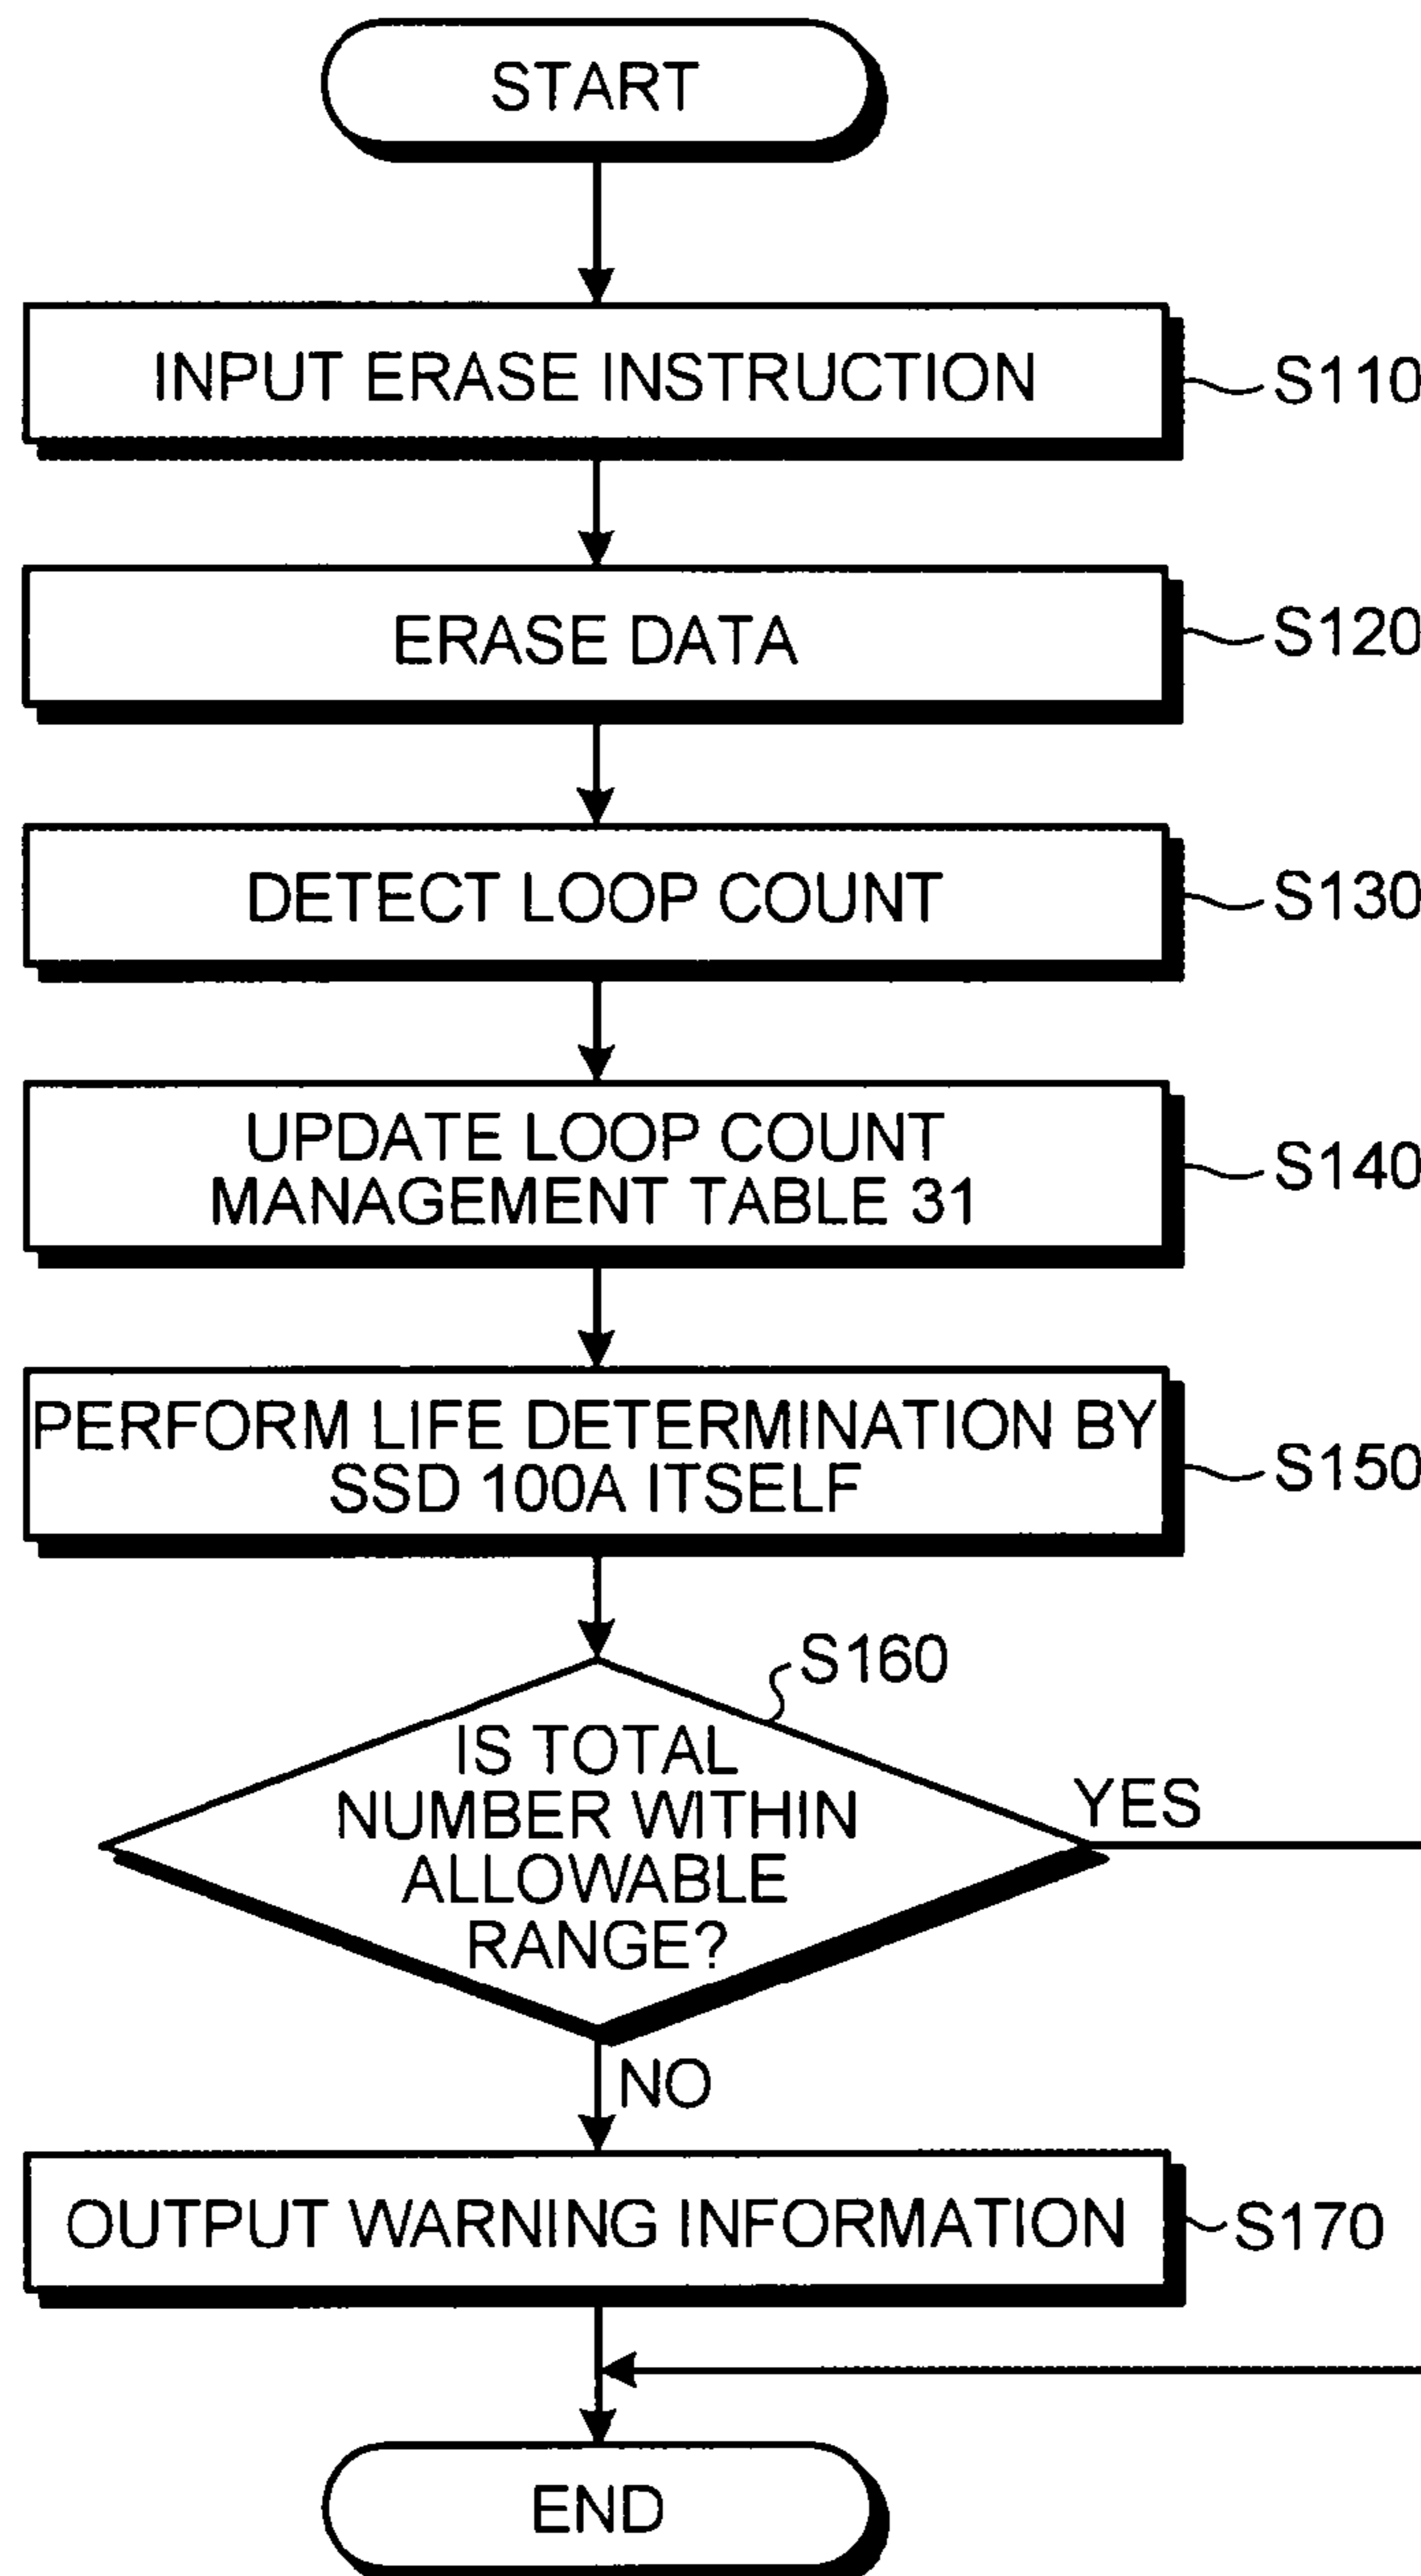 START
INPUT ERASE INSTRUCTION
S110
ERASE DATA
S120
DETECT LOOP COUNT
S130
UPDATE LOOP COUNT
MANAGEMENT TABLE 31
S140
PERFORM LIFE DETERMINATION BY
SSD 100A ITSELF
S150
S160
IS TOTAL
NUMBER WITHIN
ALLOWABLE
RANGE?
YES
NO
OUTPUT WARNING INFORMATION
S170
END